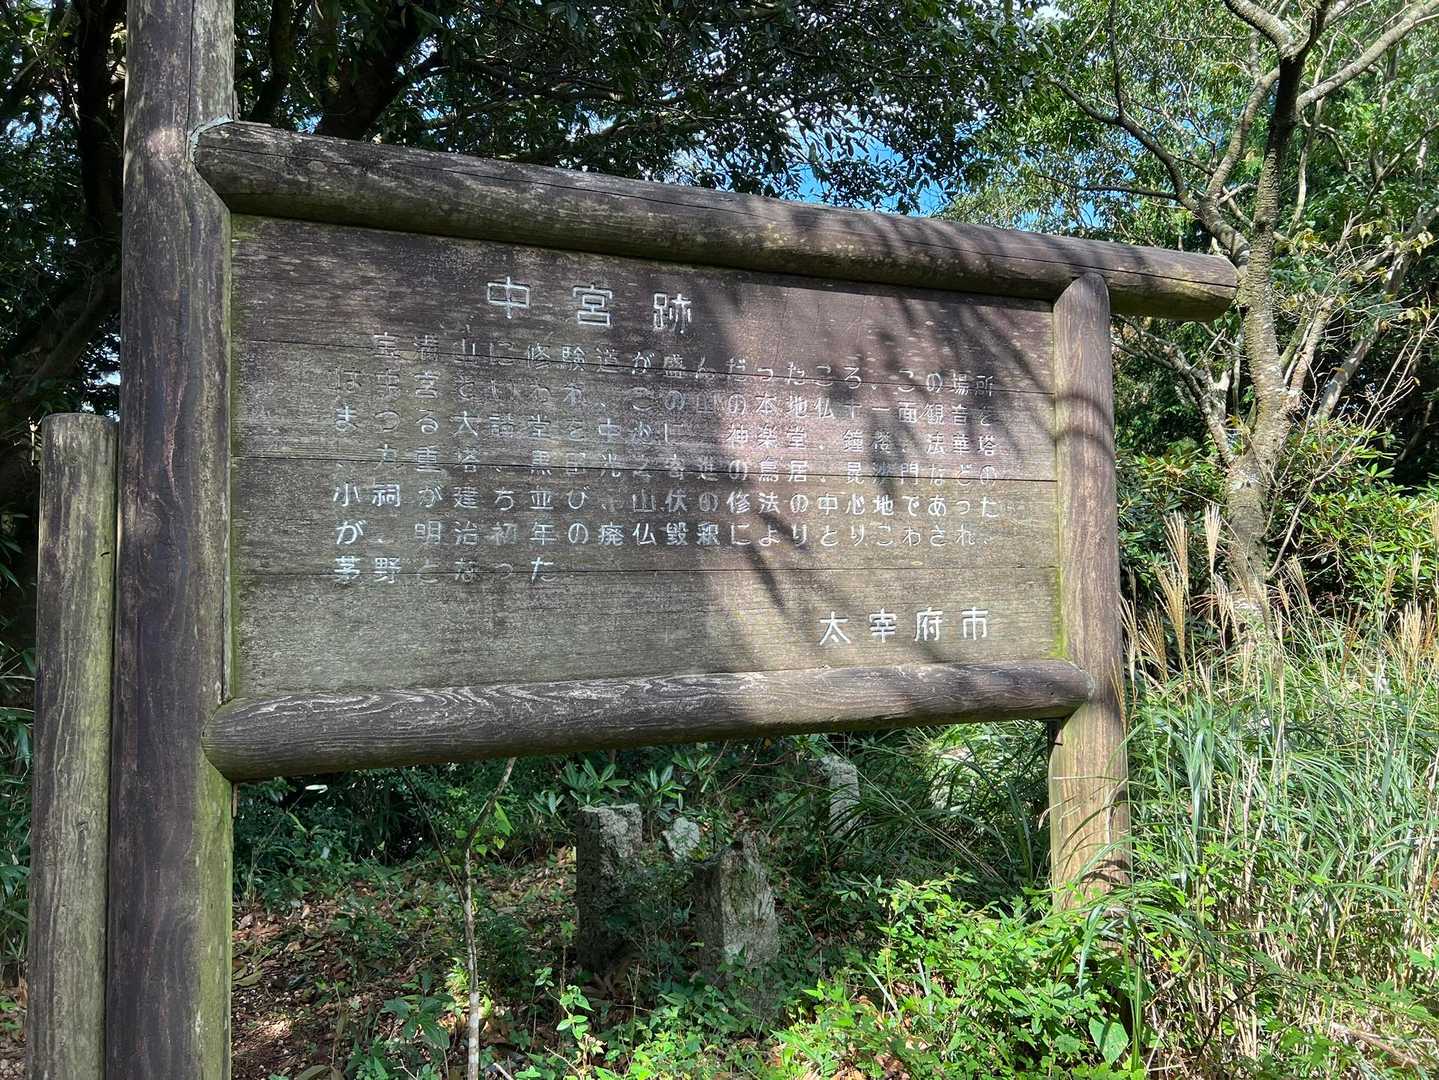 中宮跡
宝満山に修験道が盛んだったころ、この場所
は中宮といわれ、この山の本地仏十一面観音を
まつる大講堂を中心に、神楽堂、鐘楼、法華塔
、九重塔、黒田光之寄進の鳥居、毘沙門などの
小祠が建ち並び、山伏の修法の中心地であった
が、明治初年の廃仏毀釈によりとりこわされ、
茅野となった
太宰府市